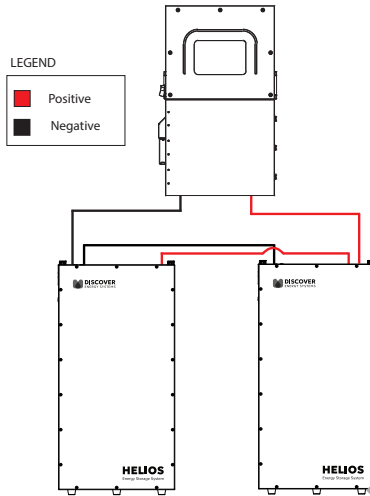 LEGEND
Positive
Negative
DISCOVER
ENERGY SYSTEMS
DISCOVER
ENERGY SYSTEMS
HELIOS
Energy Storage System
HELIOS
Energy Storage System